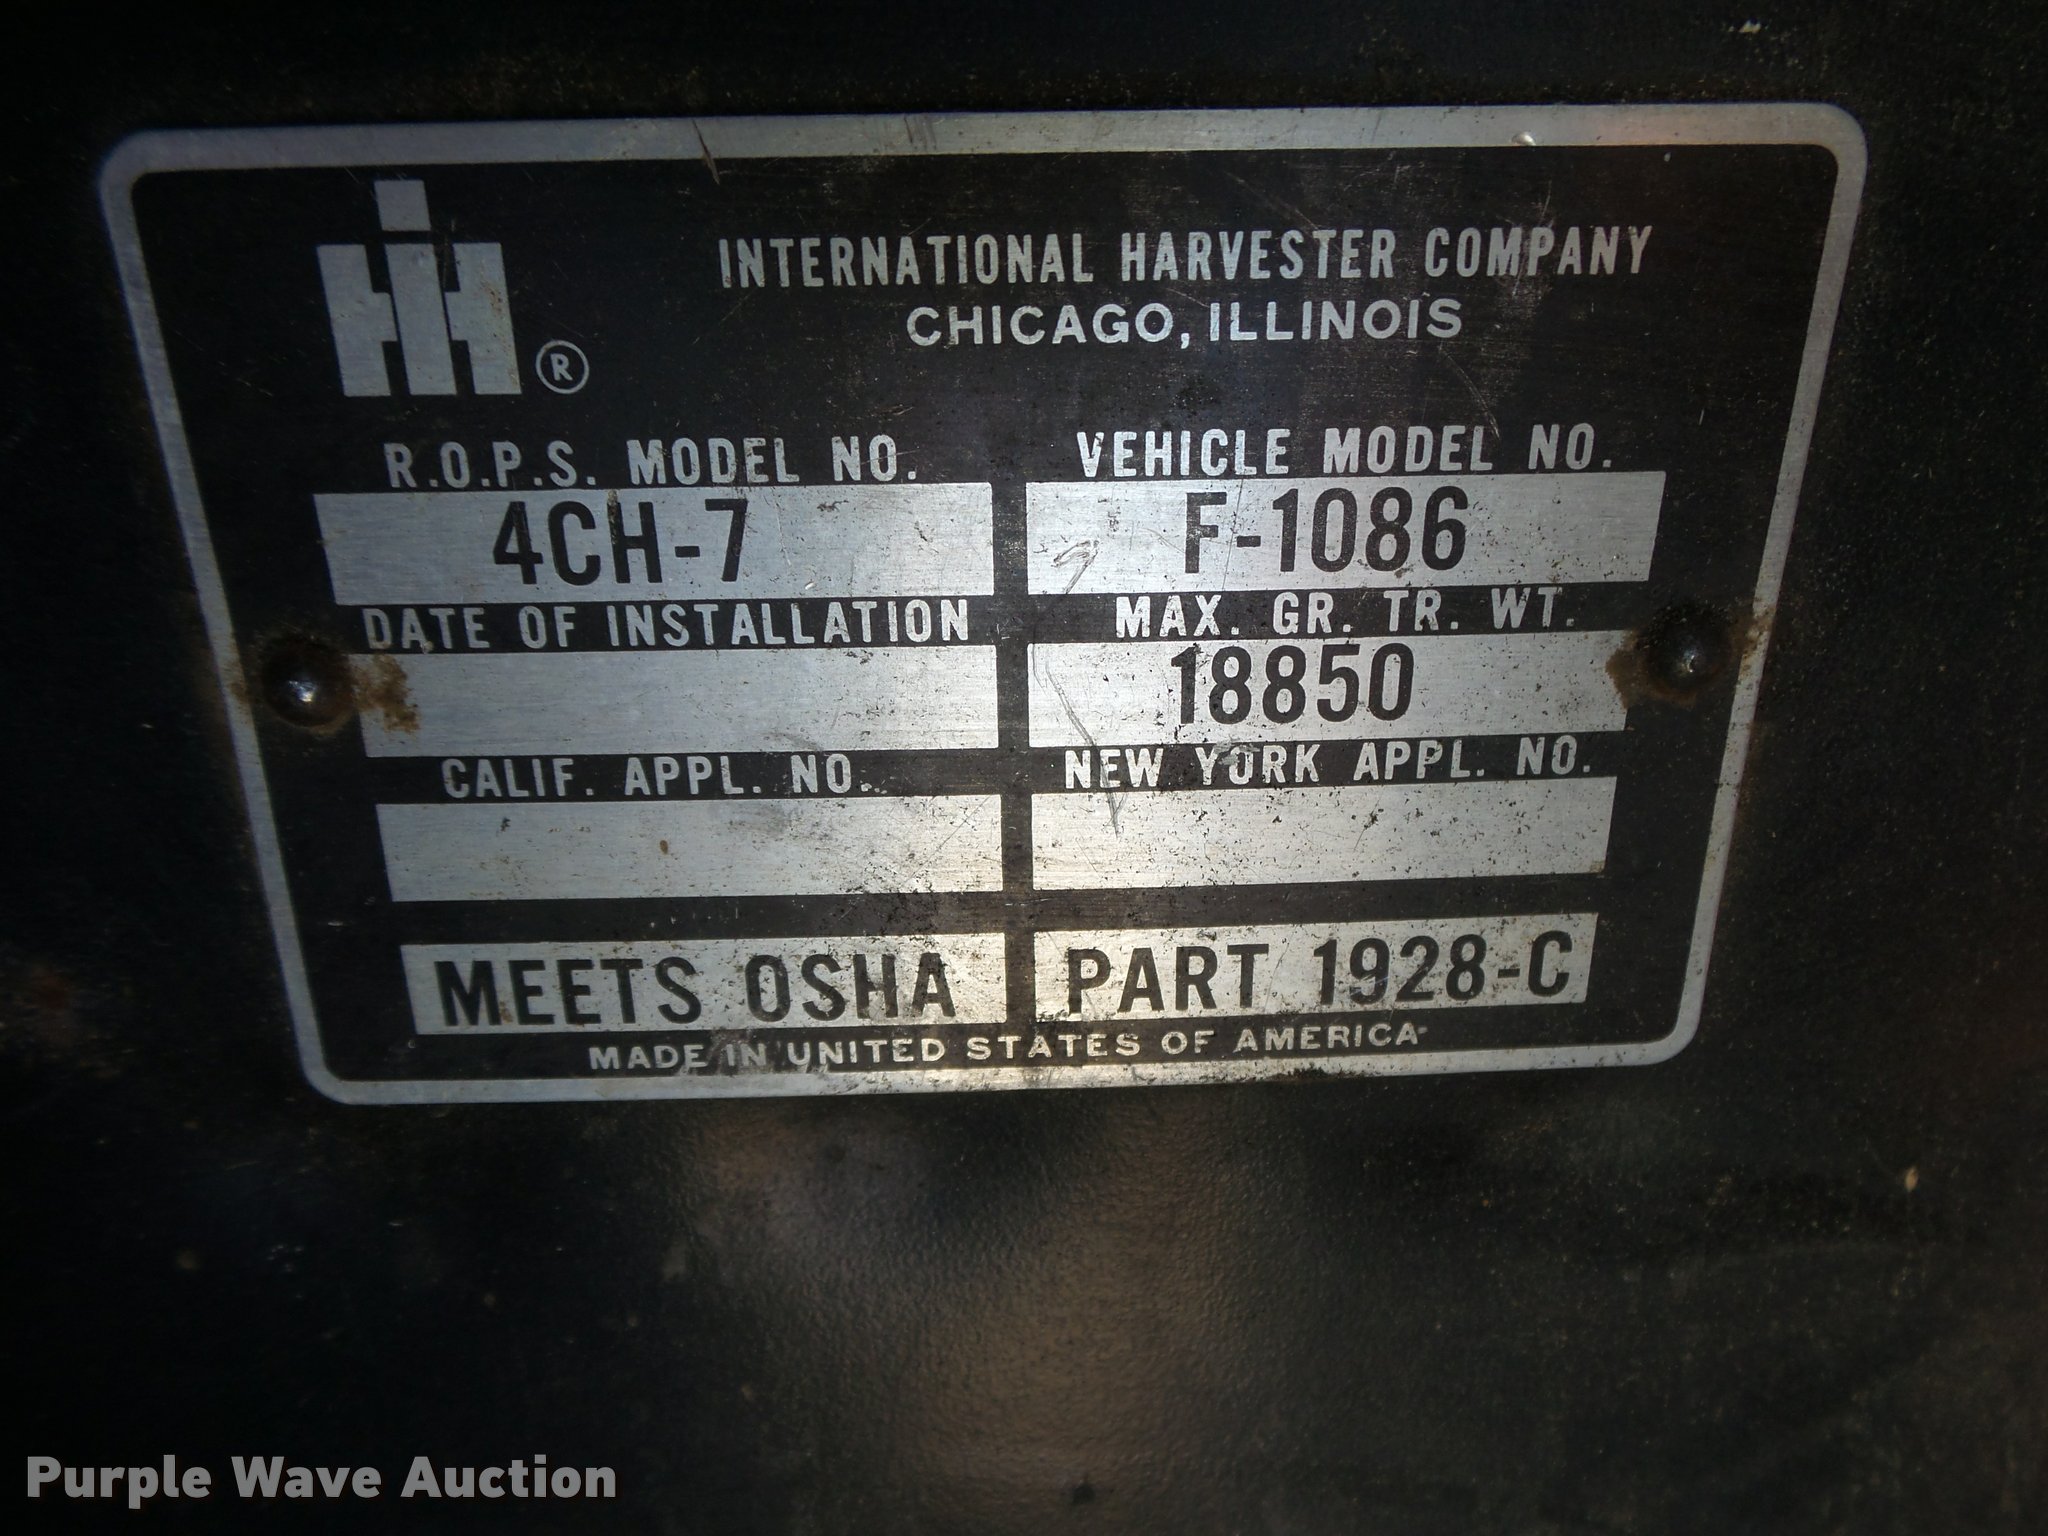 IH ®
INTERNATIONAL HARVESTER COMPANY
CHICAGO, ILLINOIS
R.O.P.S. MODEL NO.
4CH-7
VEHICLE MODEL NO.
F-1086
DATE OF INSTALLATION
MAX. GR. TR. WT.
18850
CALIF. APPL. NO.
NEW YORK APPL. NO.
MEETS OSHA
PART 1928-C
MADE IN UNITED STATES OF AMERICA
Purple Wave Auction